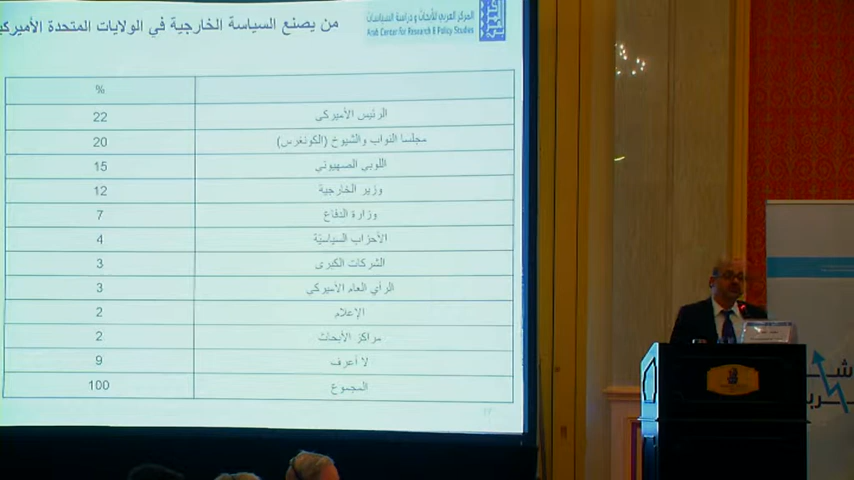 المركز العربي للأبحاث ودراسة السياسات
Arab Center for Research & Policy Studies
من يصنع السياسة الخارجية في الولايات المتحدة
%
الرئيس الأميركي 22
مجلسا النواب والشيوخ (الكونغرس) 20
اللوبي الصهيوني 15
وزير الخارجية 12
وزارة الدفاع 7
الأحزاب السياسيّة 4
الشركات الكبرى 3
الرأي العام الأميركي 3
الإعلام 2
مراكز الأبحاث 2
لا أعرف 9
المجموع 100